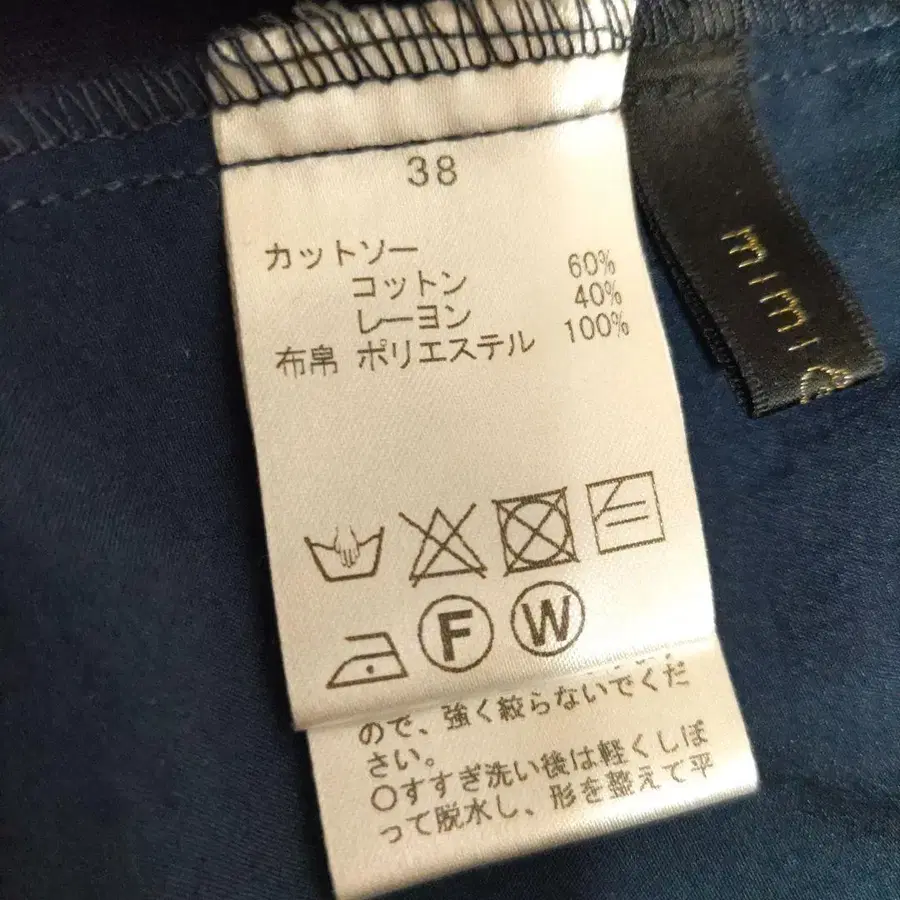 38
カットソー
コットン 60%
レーヨン 40%
布帛 ポリエステル 100%
F W
ので、強く絞らないでくだ
さい。
○すすぎ洗い後は軽くしぼ
って脱水し、形を整えて平
mimi